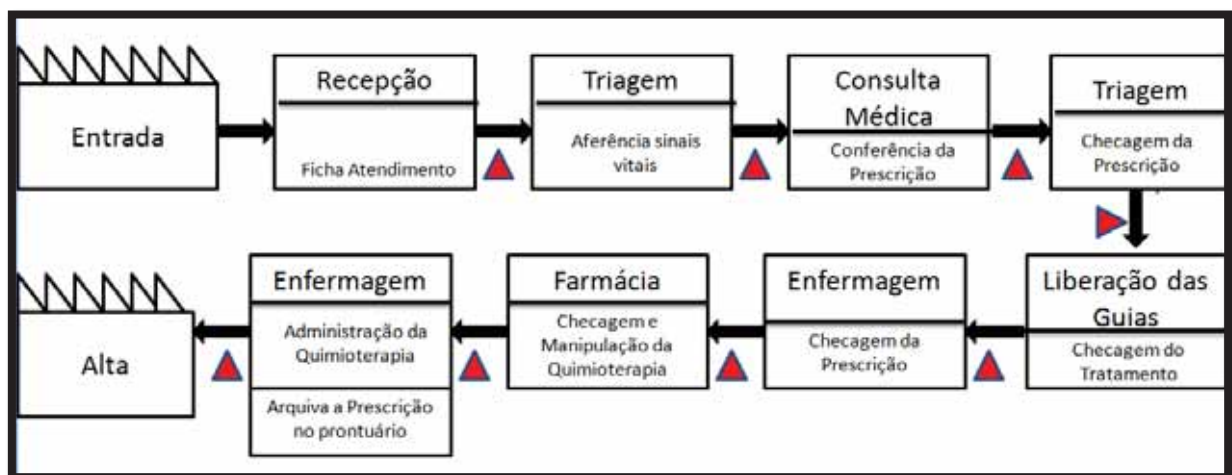 Entrada
Recepção
Ficha Atendimento
Triagem
Aferência sinais
vitais
Consulta
Médica
Conferência da
Prescrição
Triagem
Checagem da
Prescrição
Liberação das
Guias
Checagem do
Tratamento
Enfermagem
Checagem da
Prescrição
Farmácia
Checagem e
Manipulação da
Quimioterapia
Enfermagem
Administração da
Quimioterapia
Arquiva a Prescrição
no prontuário
Alta